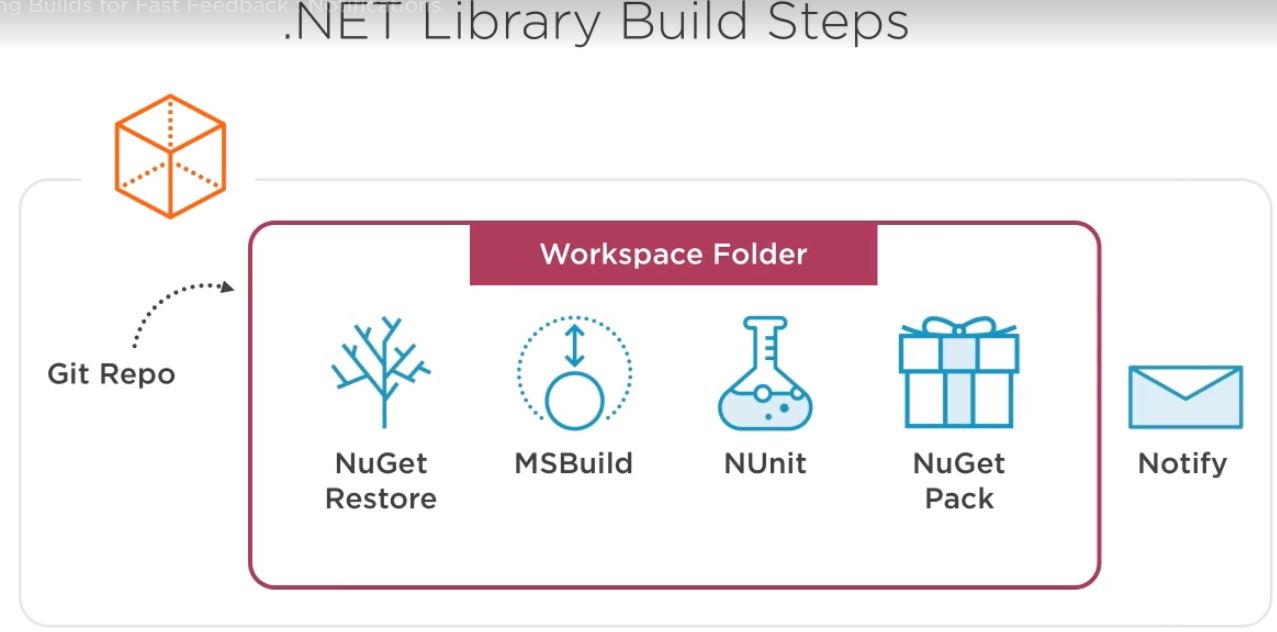 ng Builds for Fast Feedback Notifications
.NET Library Build Steps
Workspace Folder
Git Repo
NuGet
Restore
MSBuild
NUnit
NuGet
Pack
Notify